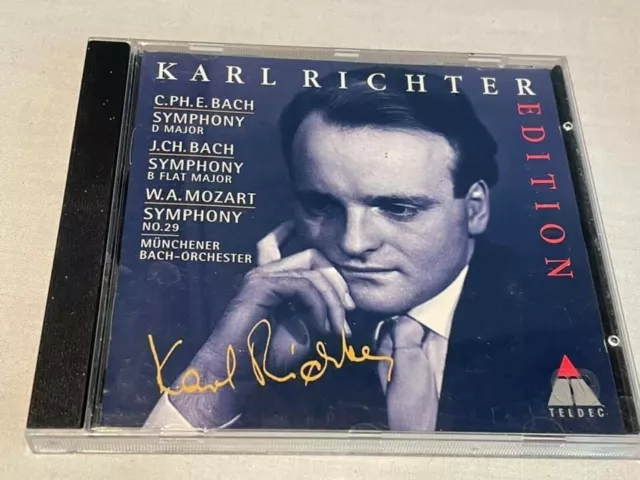 KARL RICHTER
EDITION
C.PH.E. BACH
SYMPHONY
D MAJOR
J.CH. BACH
SYMPHONY
B FLAT MAJOR
W.A. MOZART
SYMPHONY
NO.29
MÜNCHENER
BACH-ORCHESTER
Karl Richter
TELDEC